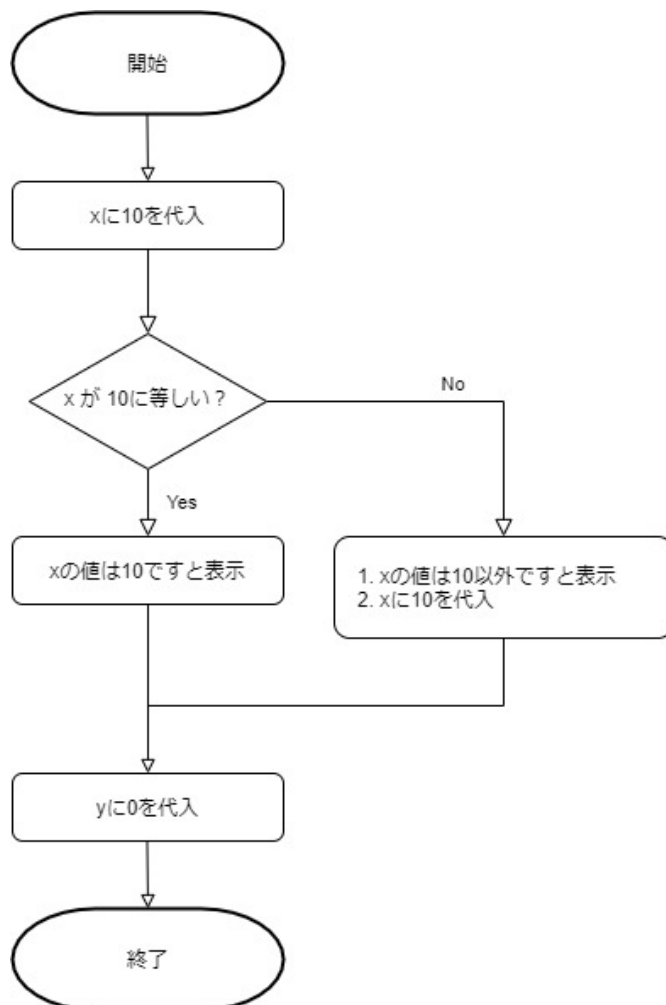 開始
xに10を代入
x が 10に等しい？
No
Yes
xの値は10ですと表示
1. xの値は10以外ですと表示
2. xに10を代入
yに0を代入
終了